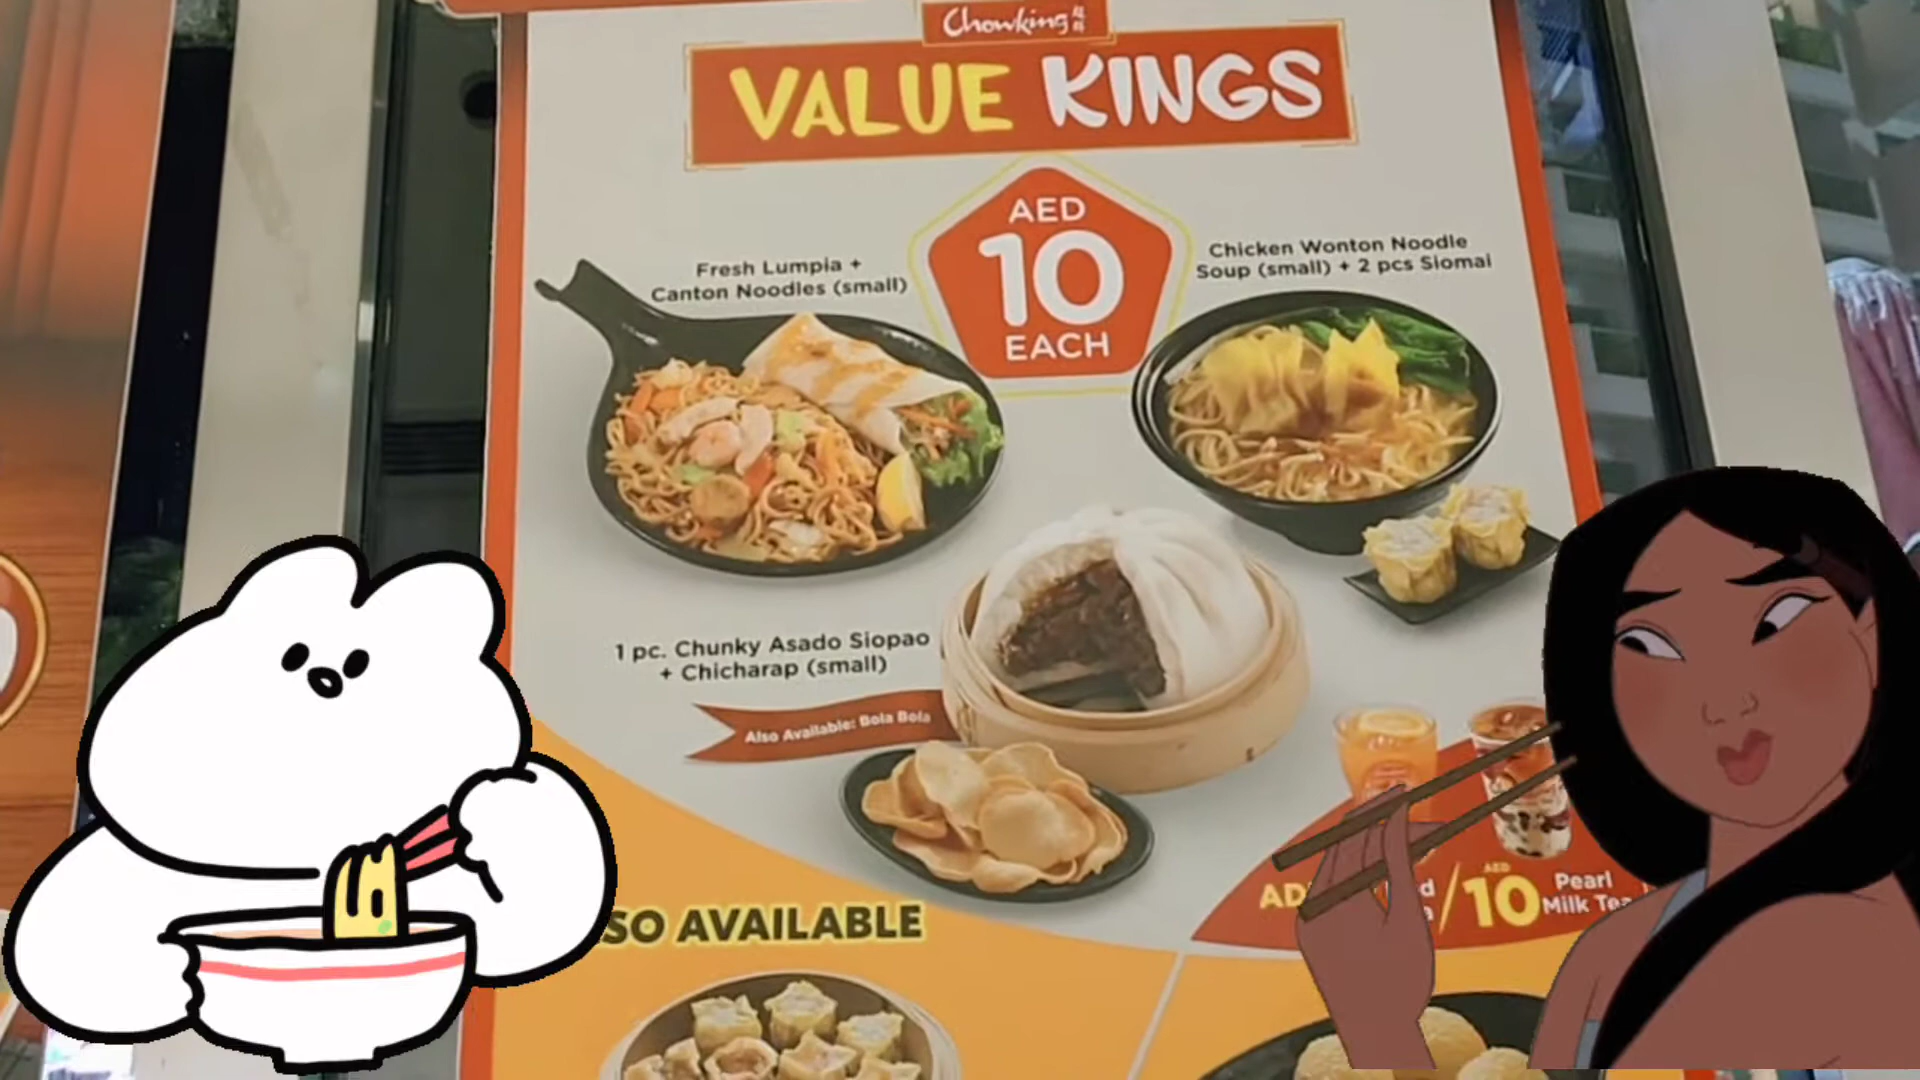 Chowking
VALUE KINGS
AED
10
EACH
Fresh Lumpia +
Canton Noodles (small)
Chicken Wonton Noodle
Soup (small) + 2 pcs Siomai
1 pc. Chunky Asado Siopao
+ Chicharap (small)
Also Available: Bola Bola
AED
10
Pearl
Milk Tea
SO AVAILABLE